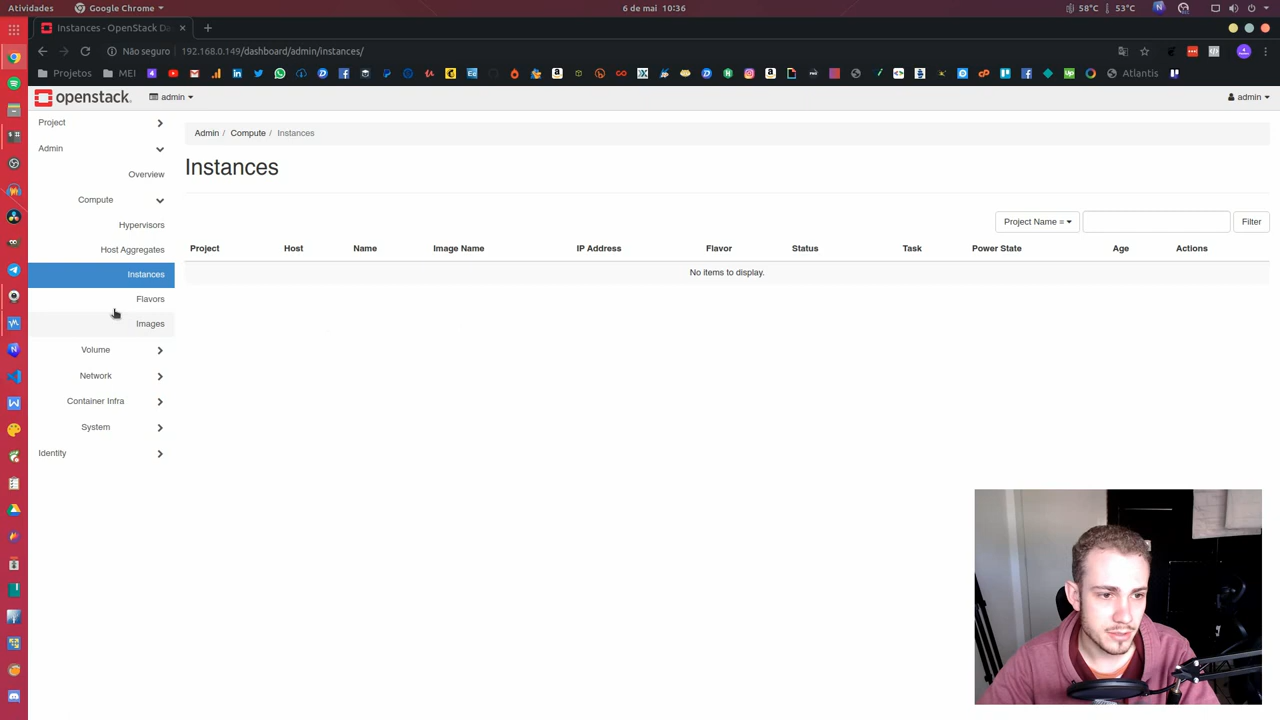 Atividades
Google Chrome
6 de mai 10:36
58°C
53°C
Instances - OpenStack Da
Não seguro
192.168.0.149/dashboard/admin/instances/
Projetos
MEI
Atlantis
openstack.
admin
admin
Project
Admin
Overview
Compute
Hypervisors
Host Aggregates
Instances
Flavors
Images
Volume
Network
Container Infra
System
Identity
Admin / Compute / Instances
Instances
Project Name =
Filter
Project Host Name Image Name IP Address Flavor Status Task Power State Age Actions
No items to display.